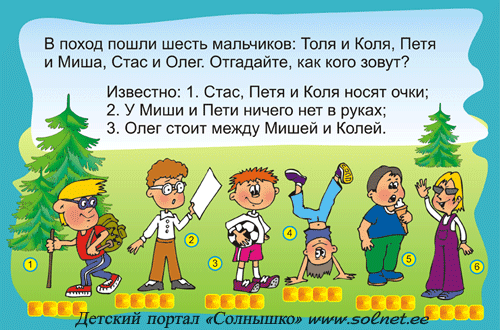 В поход пошли шесть мальчиков: Толя и Коля, Петя
и Миша, Стас и Олег. Отгадайте, как кого зовут?
Известно: 1. Стас, Петя и Коля носят очки;
2. У Миши и Пети ничего нет в руках;
3. Олег стоит между Мишей и Колей.
1
2
3
4
5
6
Детский портал «Солнышко» www.solnet.ee